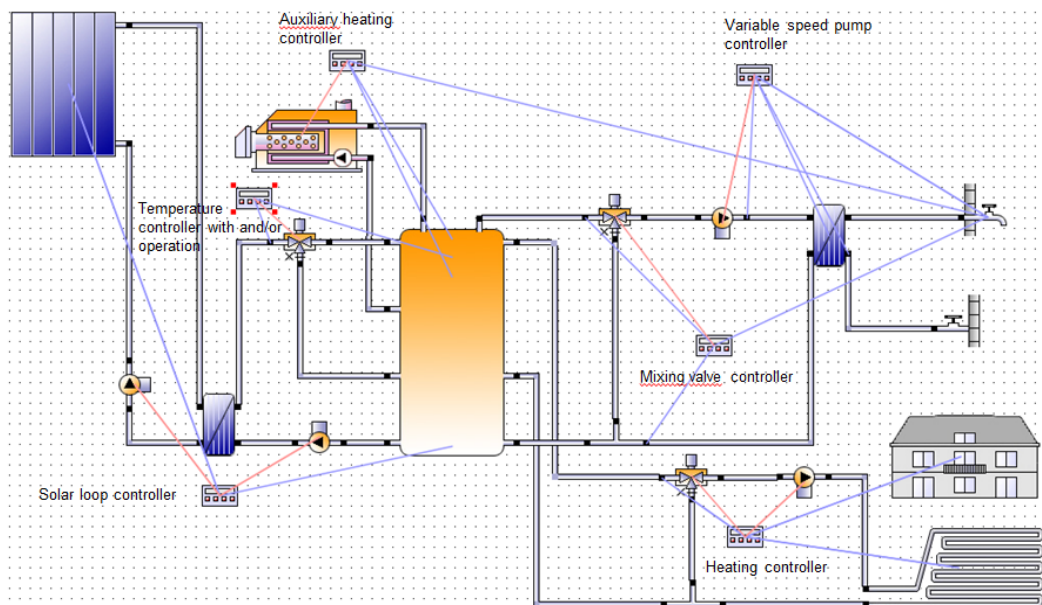 Auxiliary heating
controller
Variable speed pump
controller
Temperature
controller with and/or
operation
Mixing valve controller
Solar loop controller
Heating controller